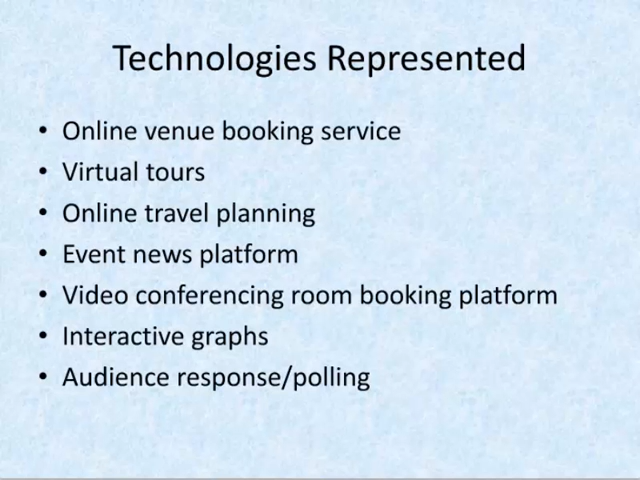 Technologies Represented
• Online venue booking service
• Virtual tours
• Online travel planning
• Event news platform
• Video conferencing room booking platform
• Interactive graphs
• Audience response/polling